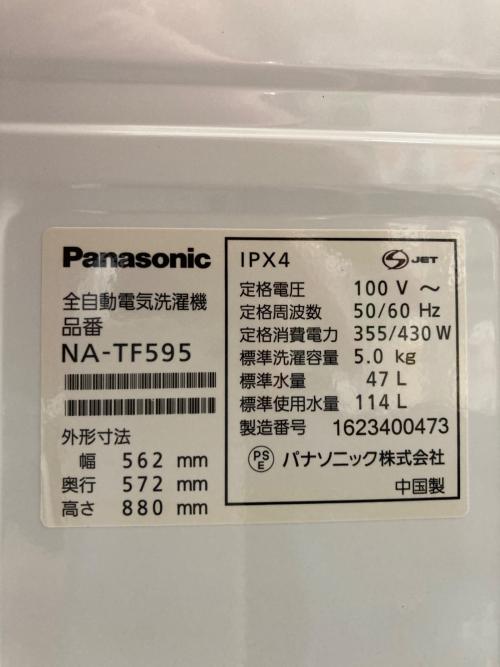 Panasonic
全自動電気洗濯機
品番
NA-TF595
外形寸法
幅 562 mm
奥行 572 mm
高さ 880 mm
IPX4
S JET
定格電圧 100 V ～
定格周波数 50/60 Hz
定格消費電力 355/430 W
標準洗濯容量 5.0 kg
標準水量 47 L
標準使用水量 114 L
製造番号 1623400473
PS E パナソニック株式会社
中国製